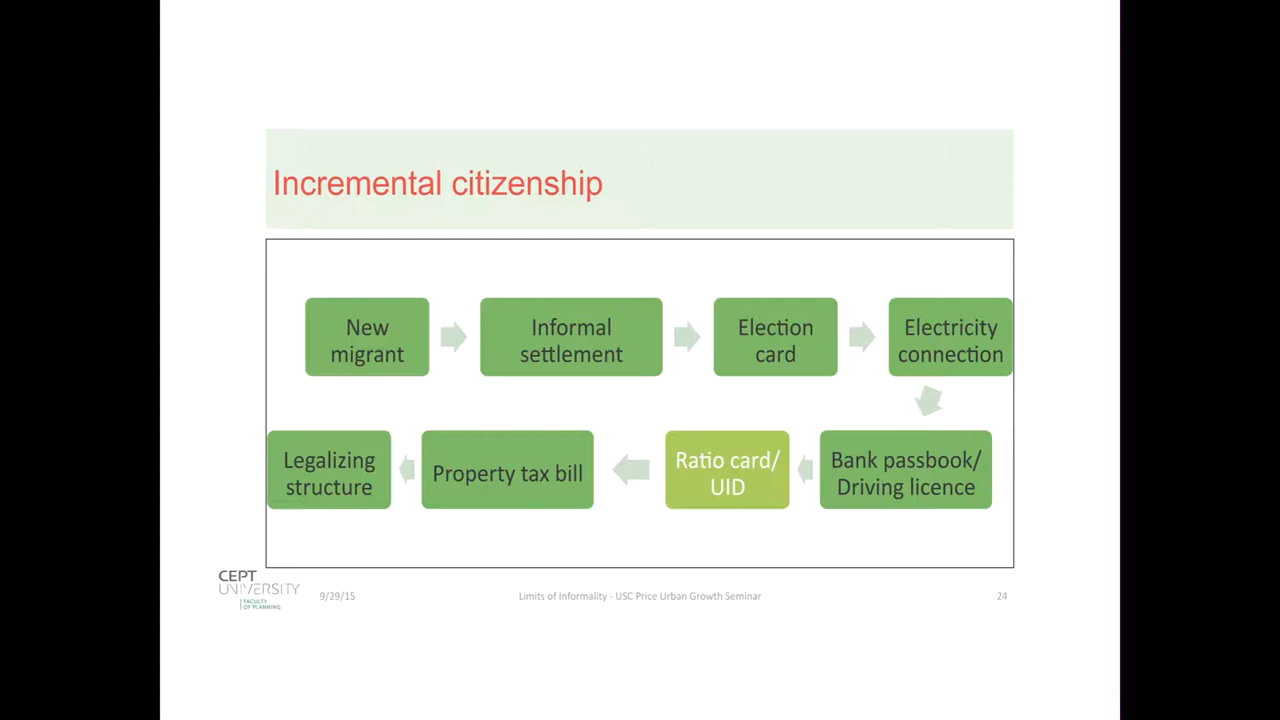 Incremental citizenship
New
migrant
Informal
settlement
Election
card
Electricity
connection
Bank passbook/
Driving licence
Ratio card/
UID
Property tax bill
Legalizing
structure
CEPT
UNIVERSITY
FACULTY
OF PLANNING
9/29/15
Limits of Informality - USC Price Urban Growth Seminar
24